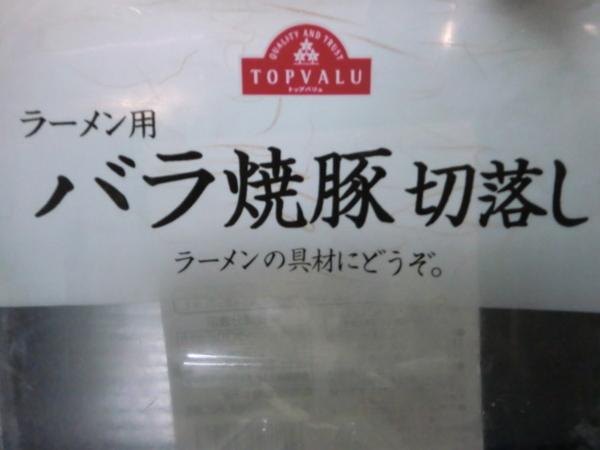 QUALITY AND TRUST
TOPVALU
トップバリュ
ラーメン用
バラ焼豚 切落し
ラーメンの具材にどうぞ。